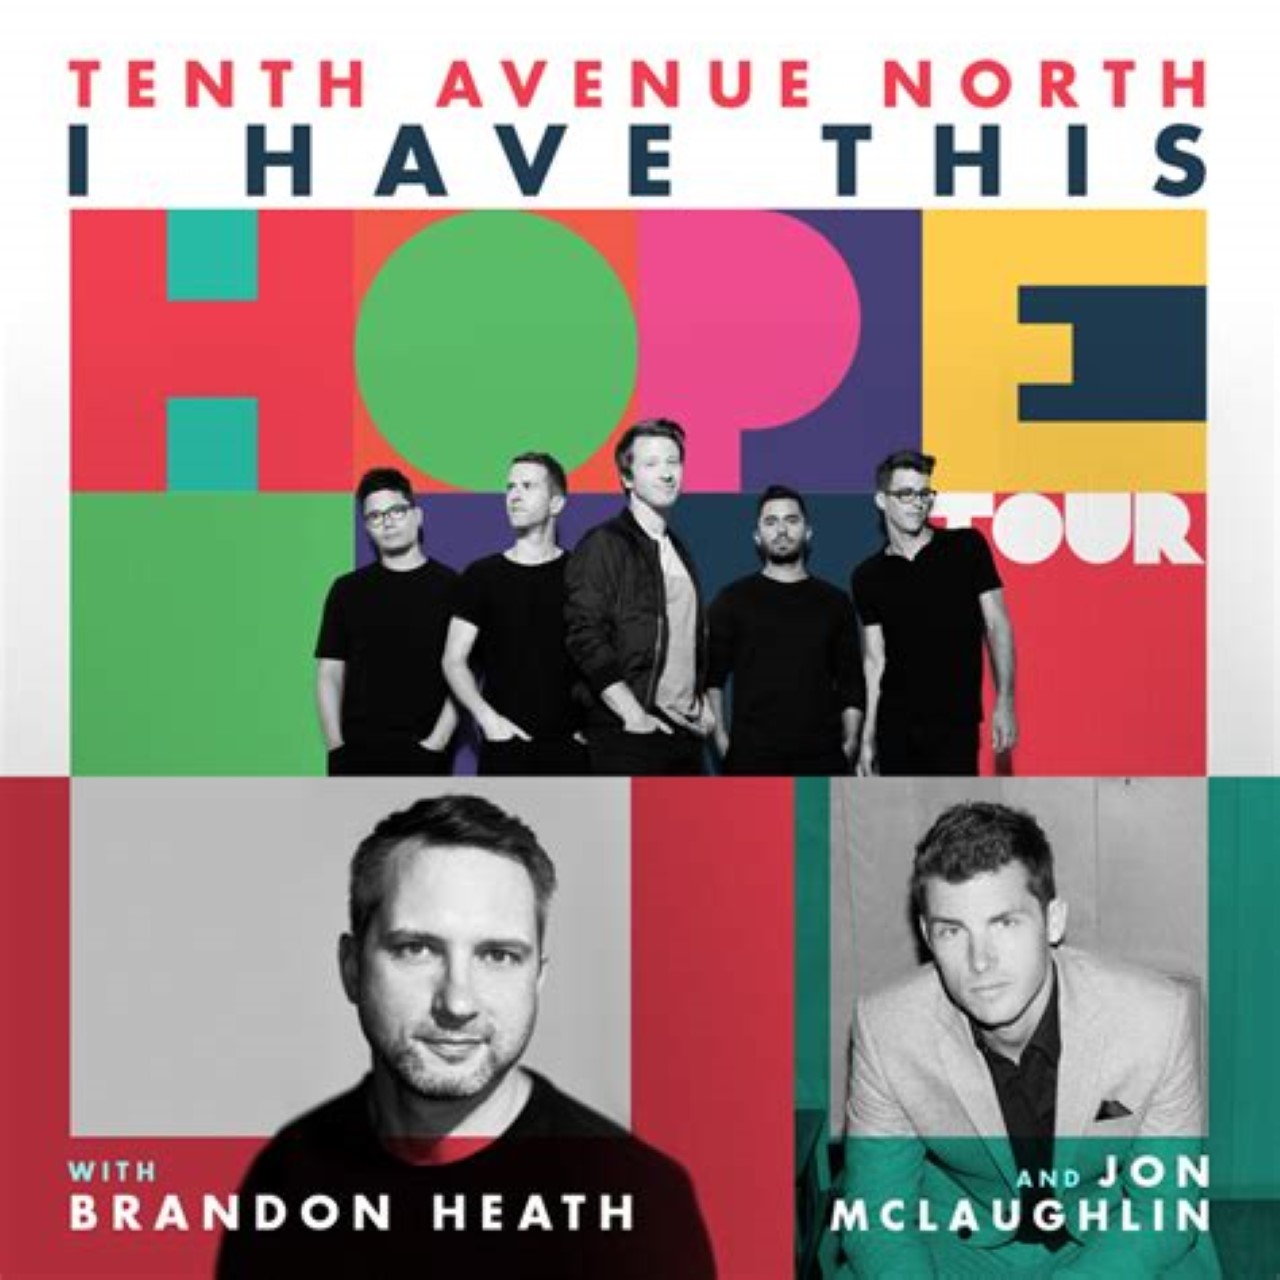 TENTH AVENUE NORTH
I HAVE THIS
HOPE
TOUR
WITH
BRANDON HEATH
AND JON
MCLAUGHLIN